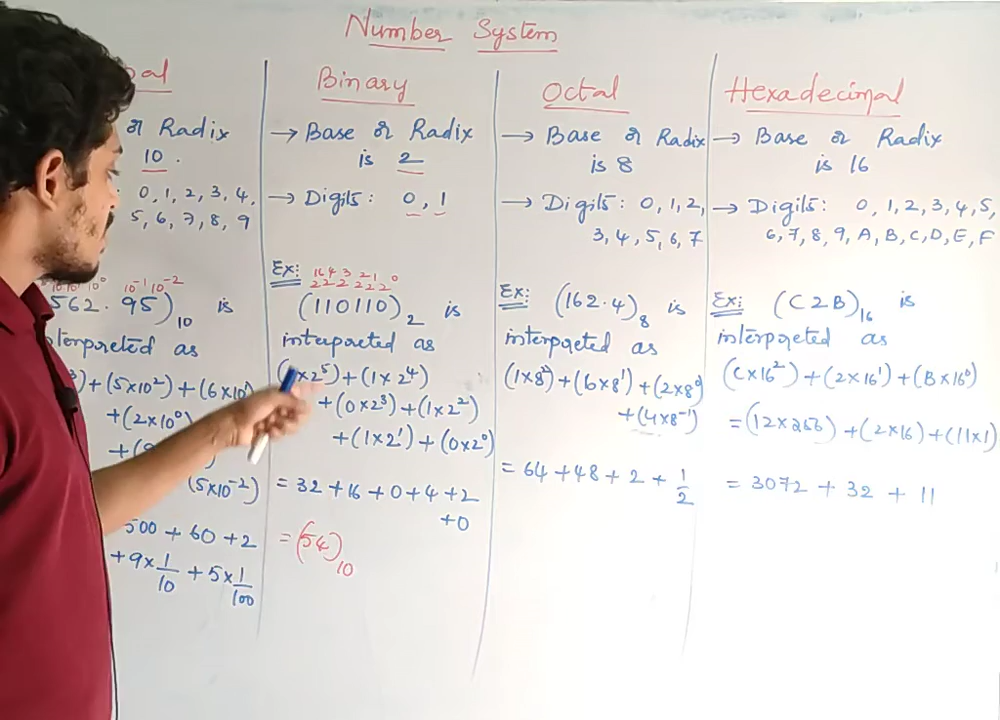 Number System
Binary
Octal
Hexadecimal
or Radix
10 .
0, 1, 2, 3, 4,
5, 6, 7, 8, 9
562 . 95)10 is
interpreted as
+ (5×10²) + (6×10¹)
+ (2×10⁰)
(5×10⁻²)
500 + 60 + 2
+ 9 × 1/10 + 5 × 1/100
→ Base or Radix
is 2
→ Digits : 0, 1
Ex:
(110110)2 is
interpreted as
×2⁵) + (1×2⁴)
+ (0×2³) + (1×2²)
+ (1×2¹) + (0×2⁰)
= 32 + 16 + 0 + 4 + 2
+ 0
= (54)10
→ Base or Radix
is 8
→ Digits : 0, 1, 2,
3, 4, 5, 6, 7
Ex: (162.4)8 is
interpreted as
(1×8²) + (6×8¹) + (2×8⁰)
+ (4×8⁻¹)
= 64 + 48 + 2 + 1/2
→ Base or Radix
is 16
→ Digits : 0, 1, 2, 3, 4, 5,
6, 7, 8, 9, A, B, C, D, E, F
Ex: (C2B)16 is
interpreted as
(C×16²) + (2×16¹) + (B×16⁰)
= (12×256) + (2×16) + (11×1)
= 3072 + 32 + 11